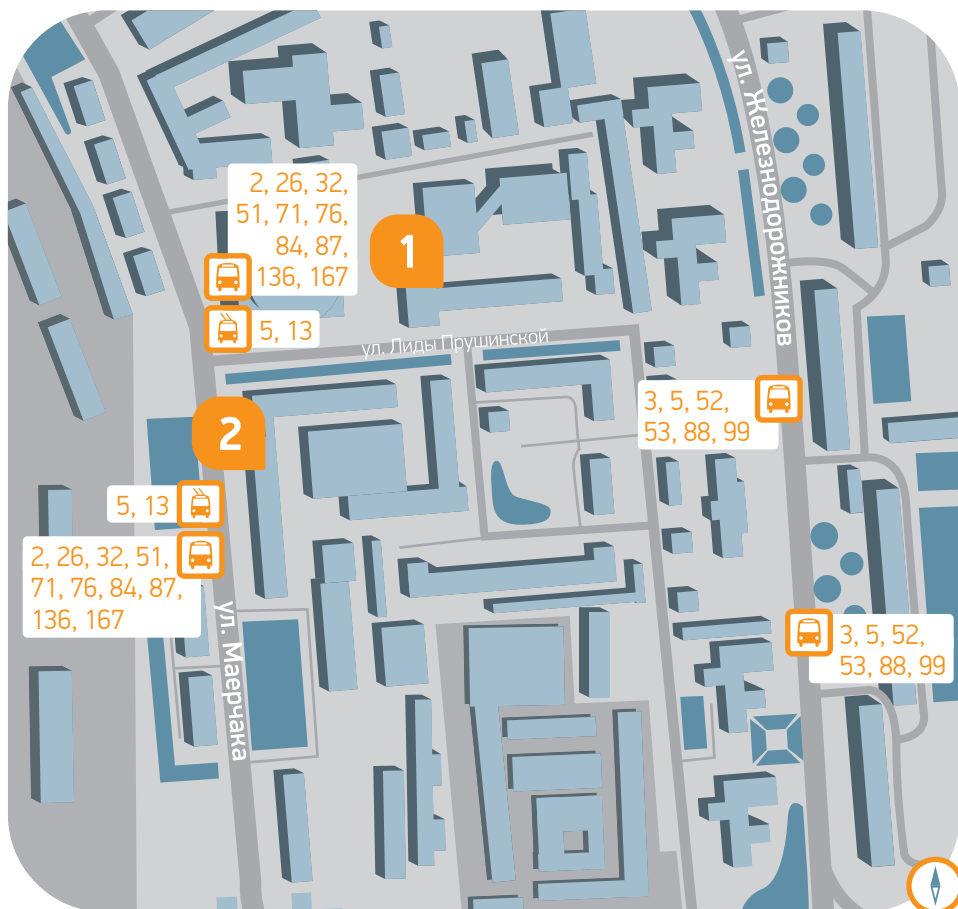 ул. Железнодорожников
2, 26, 32,
51, 71, 76,
84, 87,
136, 167
1
5, 13
ул. Лиды Прушинской
3, 5, 52,
53, 88, 99
2
5, 13
2, 26, 32, 51,
71, 76, 84, 87,
136, 167
ул. Маерчака
3, 5, 52,
53, 88, 99